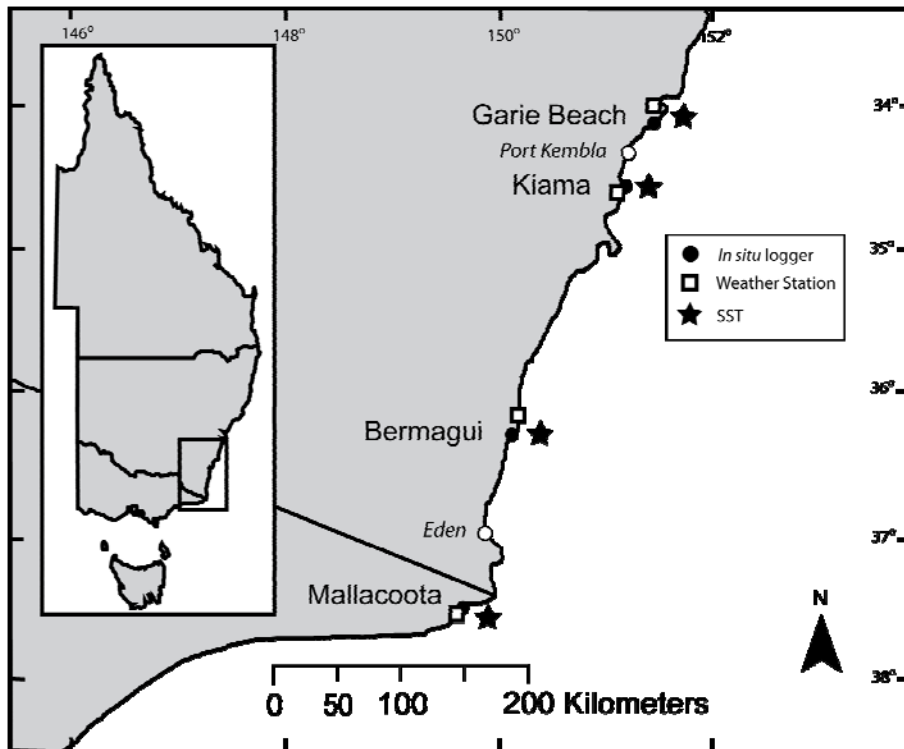 146° 148° 150° 152°
34°
Garie Beach
Port Kembla
Kiama
35°
In situ logger
Weather Station
SST
36°
Bermagui
Eden
37°
Mallacoota
N
38°
0 50 100 200 Kilometers